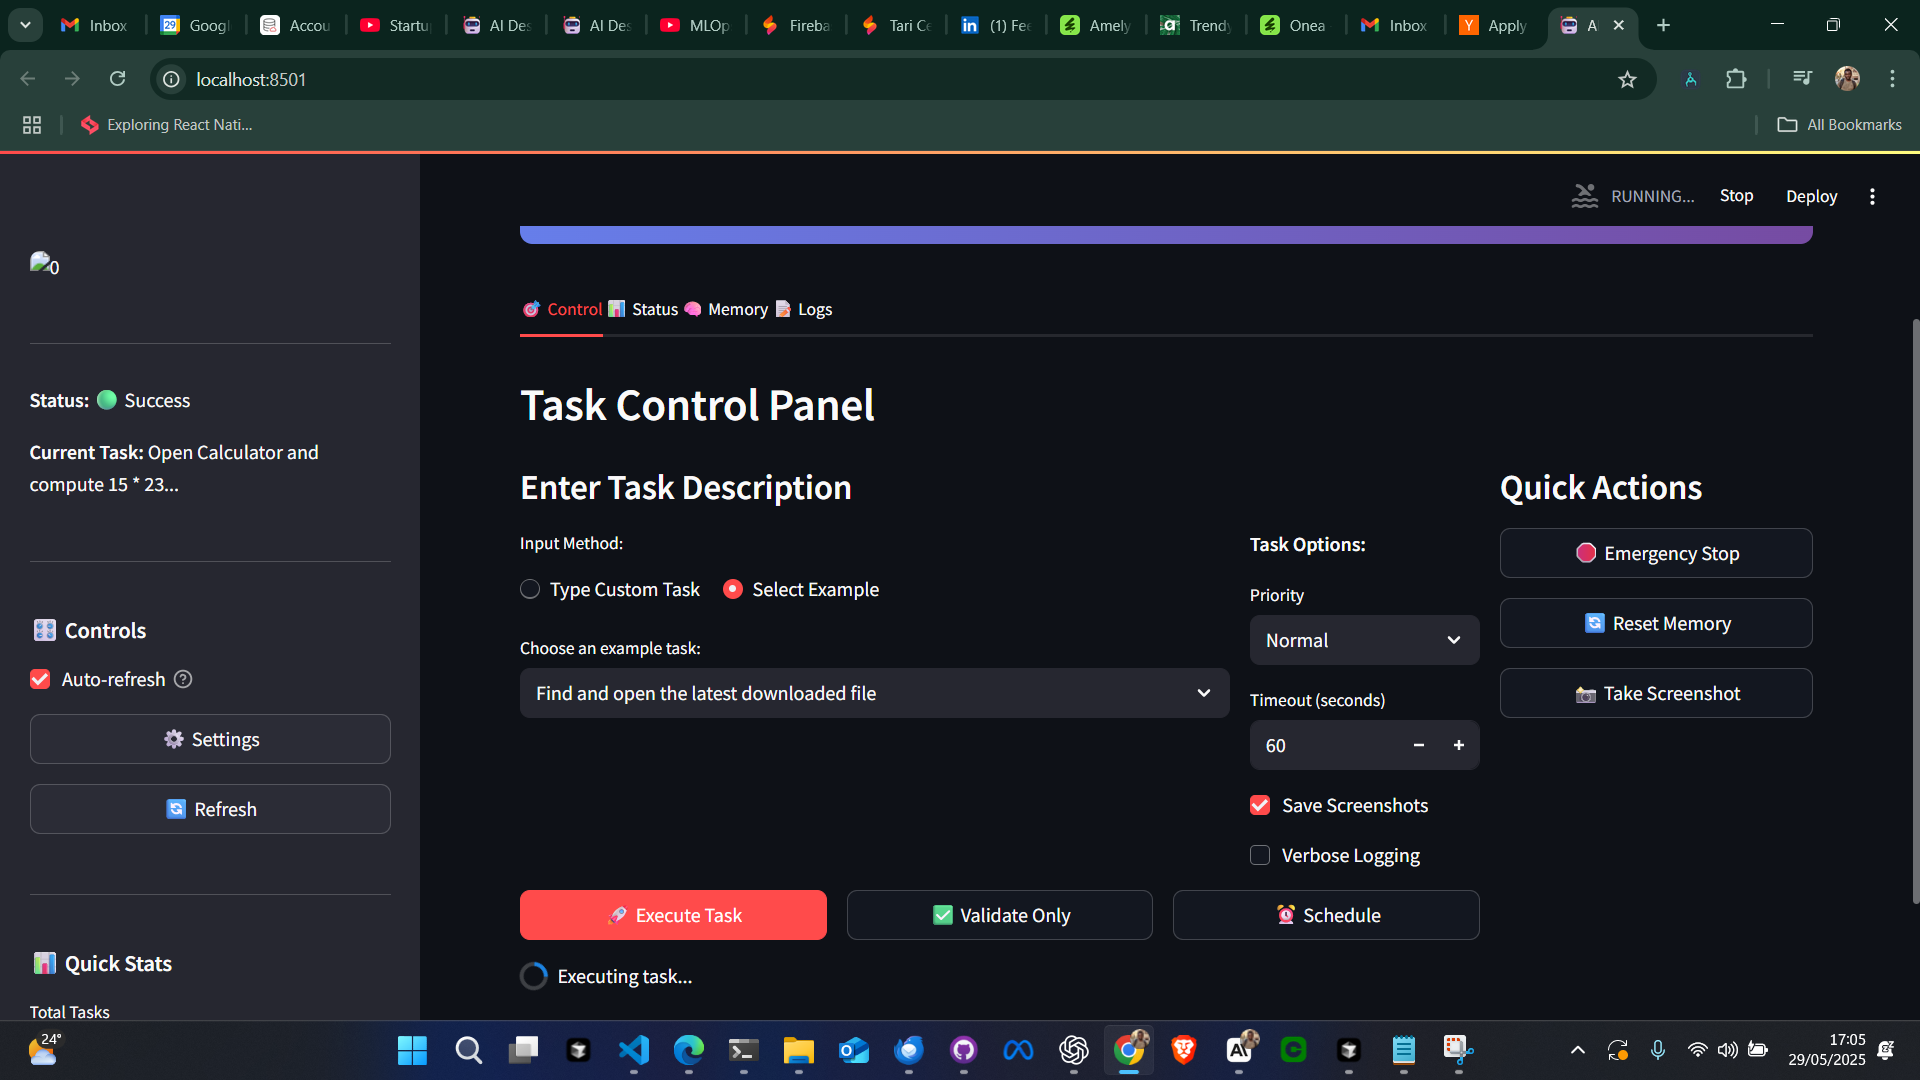 Inbox
Googl
Accou
Startu
AI Des
AI Des
MLOp
Fireba
Tari Ce
(1) Fee
Amely
Trendy
Onea
Inbox
Apply
A
localhost:8501
Exploring React Nati...
All Bookmarks
RUNNING...
Stop
Deploy
0
Status: Success
Current Task: Open Calculator and
compute 15 * 23...
Controls
Auto-refresh
Settings
Refresh
Quick Stats
Total Tasks
Control
Status
Memory
Logs
Task Control Panel
Enter Task Description
Input Method:
Type Custom Task
Select Example
Choose an example task:
Find and open the latest downloaded file
Task Options:
Priority
Normal
Timeout (seconds)
60
Save Screenshots
Verbose Logging
Quick Actions
Emergency Stop
Reset Memory
Take Screenshot
Execute Task
Validate Only
Schedule
Executing task...
24°
17:05
29/05/2025